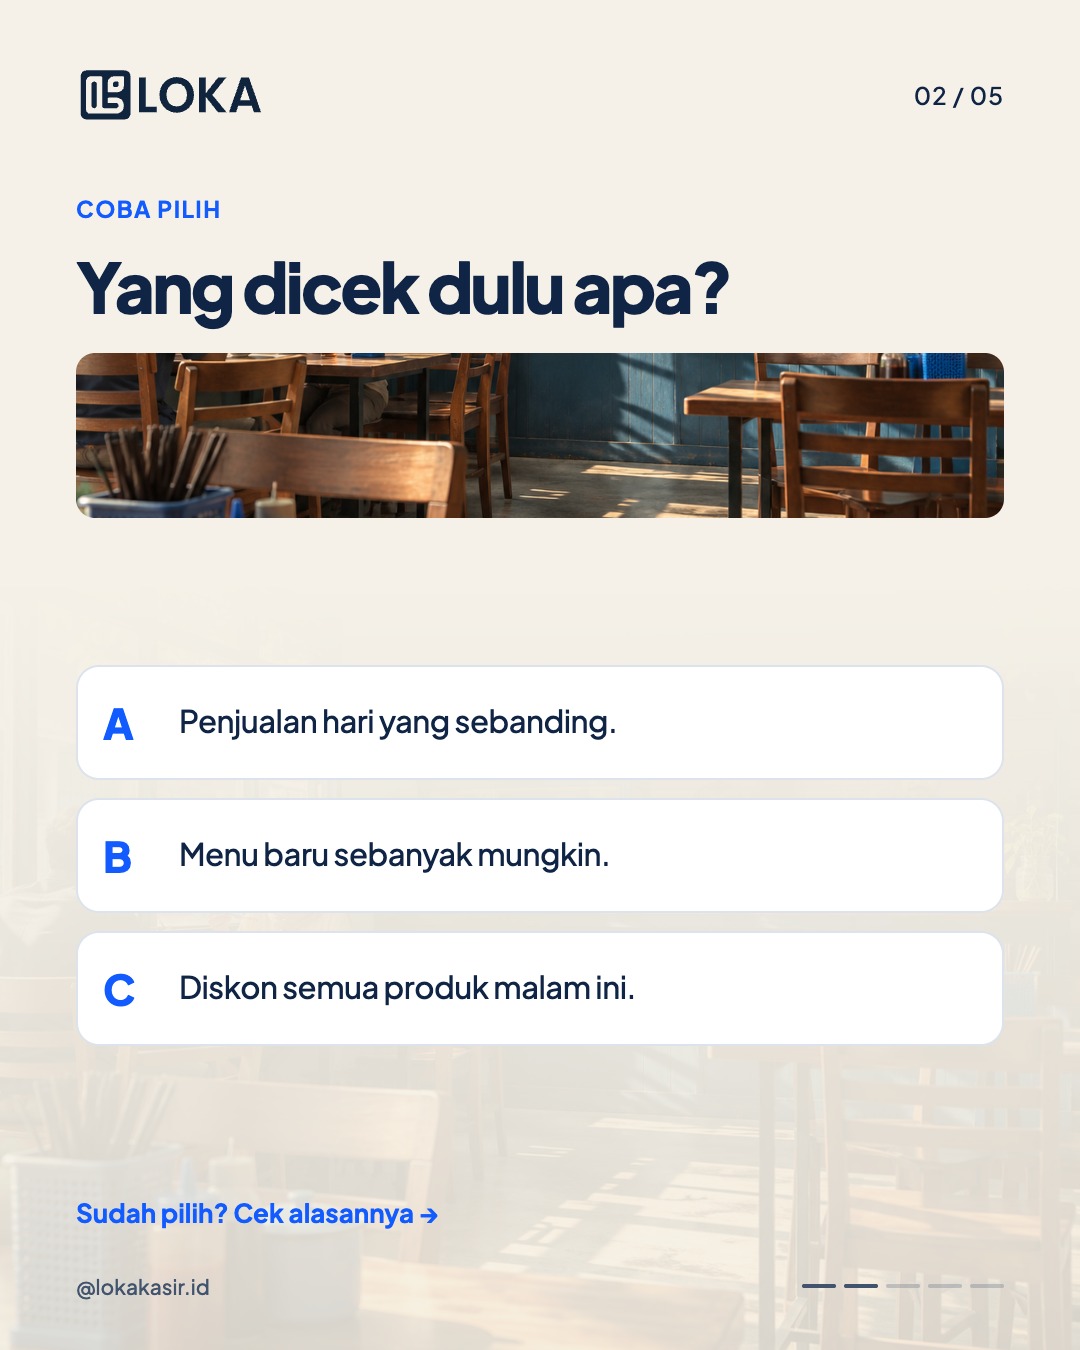 LOKA
02 / 05
COBA PILIH
Yang dicek dulu apa?
A Penjualan hari yang sebanding.
B Menu baru sebanyak mungkin.
C Diskon semua produk malam ini.
Sudah pilih? Cek alasannya →
@lokakasir.id